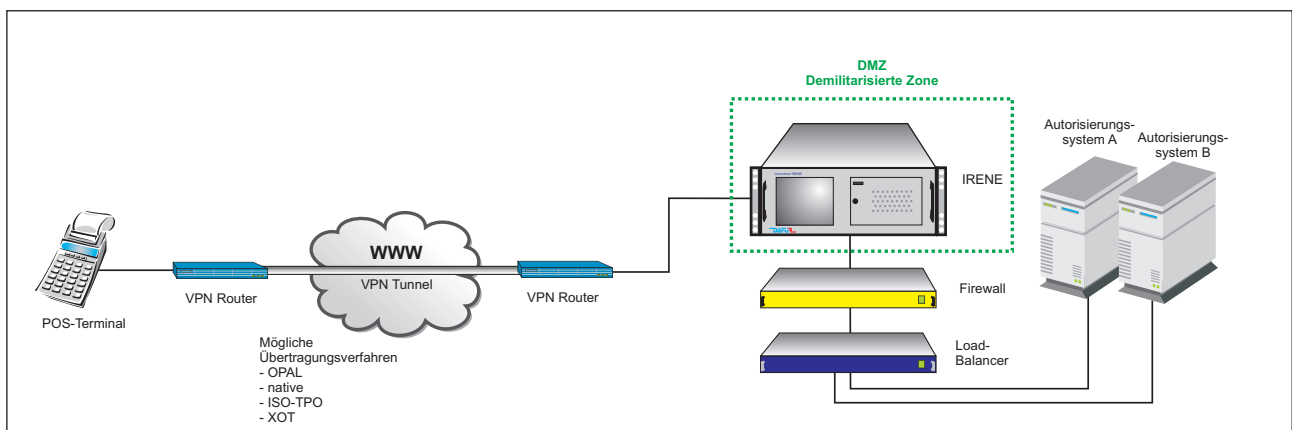 DMZ
Demilitarisierte Zone
Autorisierungs-
system A
Autorisierungs-
system B
IRENE
WWW
VPN Tunnel
VPN Router
VPN Router
POS-Terminal
Firewall
Load-
Balancer
Mögliche
Übertragungsverfahren
- OPAL
- native
- ISO-TPO
- XOT